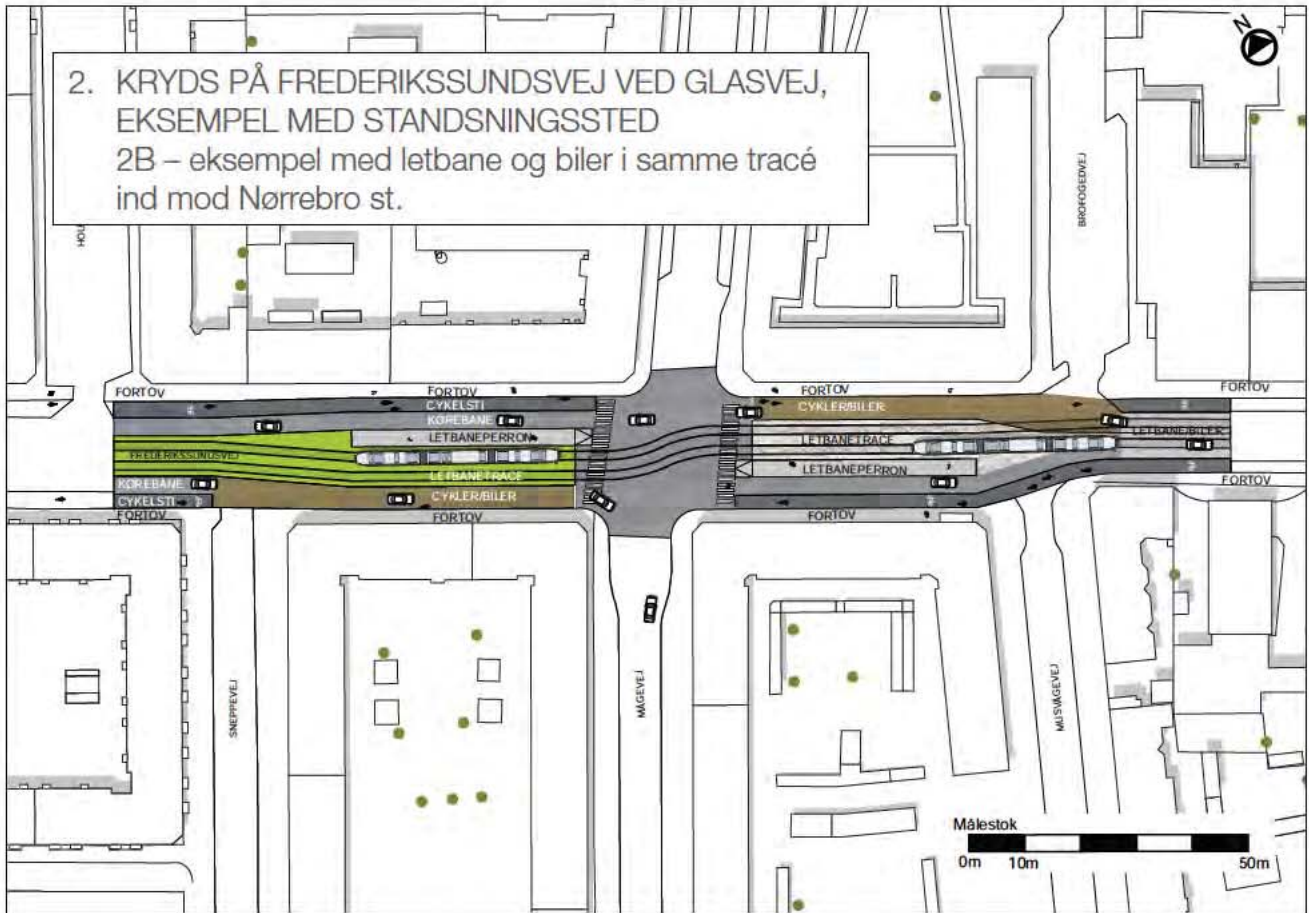 N
2. KRYDS PÅ FREDERIKSSUNDSVEJ VED GLASVEJ,
EKSEMPEL MED STANDSNINGSSTED
2B – eksempel med letbane og biler i samme tracé
ind mod Nørrebro st.
BROFOGEDVEJ
FORTOV
FORTOV
FORTOV
FORTOV
CYKELSTI
CYKLER/BILER
KØREBANE
LETBANE/BILER
LETBANEPERRON
LETBANETRACE
FREDERIKSSUNDSVEJ
LETBANEPERRON
LETBANETRACE
KØREBANE
CYKLER/BILER
CYKELSTI
FORTOV
FORTOV
FORTOV
FORTOV
SNEPPEVEJ
MÅGEVEJ
MUSVÅGEVEJ
Målestok
0m 10m 50m